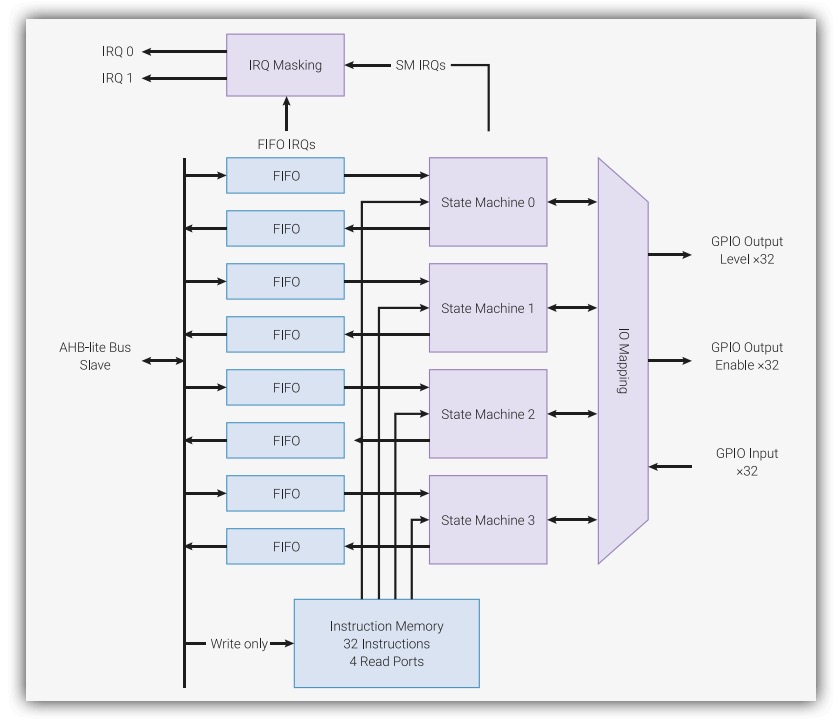 IRQ 0
IRQ 1
IRQ Masking
SM IRQs
FIFO IRQs
FIFO
FIFO
FIFO
FIFO
FIFO
FIFO
FIFO
FIFO
State Machine 0
State Machine 1
State Machine 2
State Machine 3
AHB-lite Bus
Slave
IO Mapping
GPIO Output
Level ×32
GPIO Output
Enable ×32
GPIO Input
×32
Write only
Instruction Memory
32 Instructions
4 Read Ports